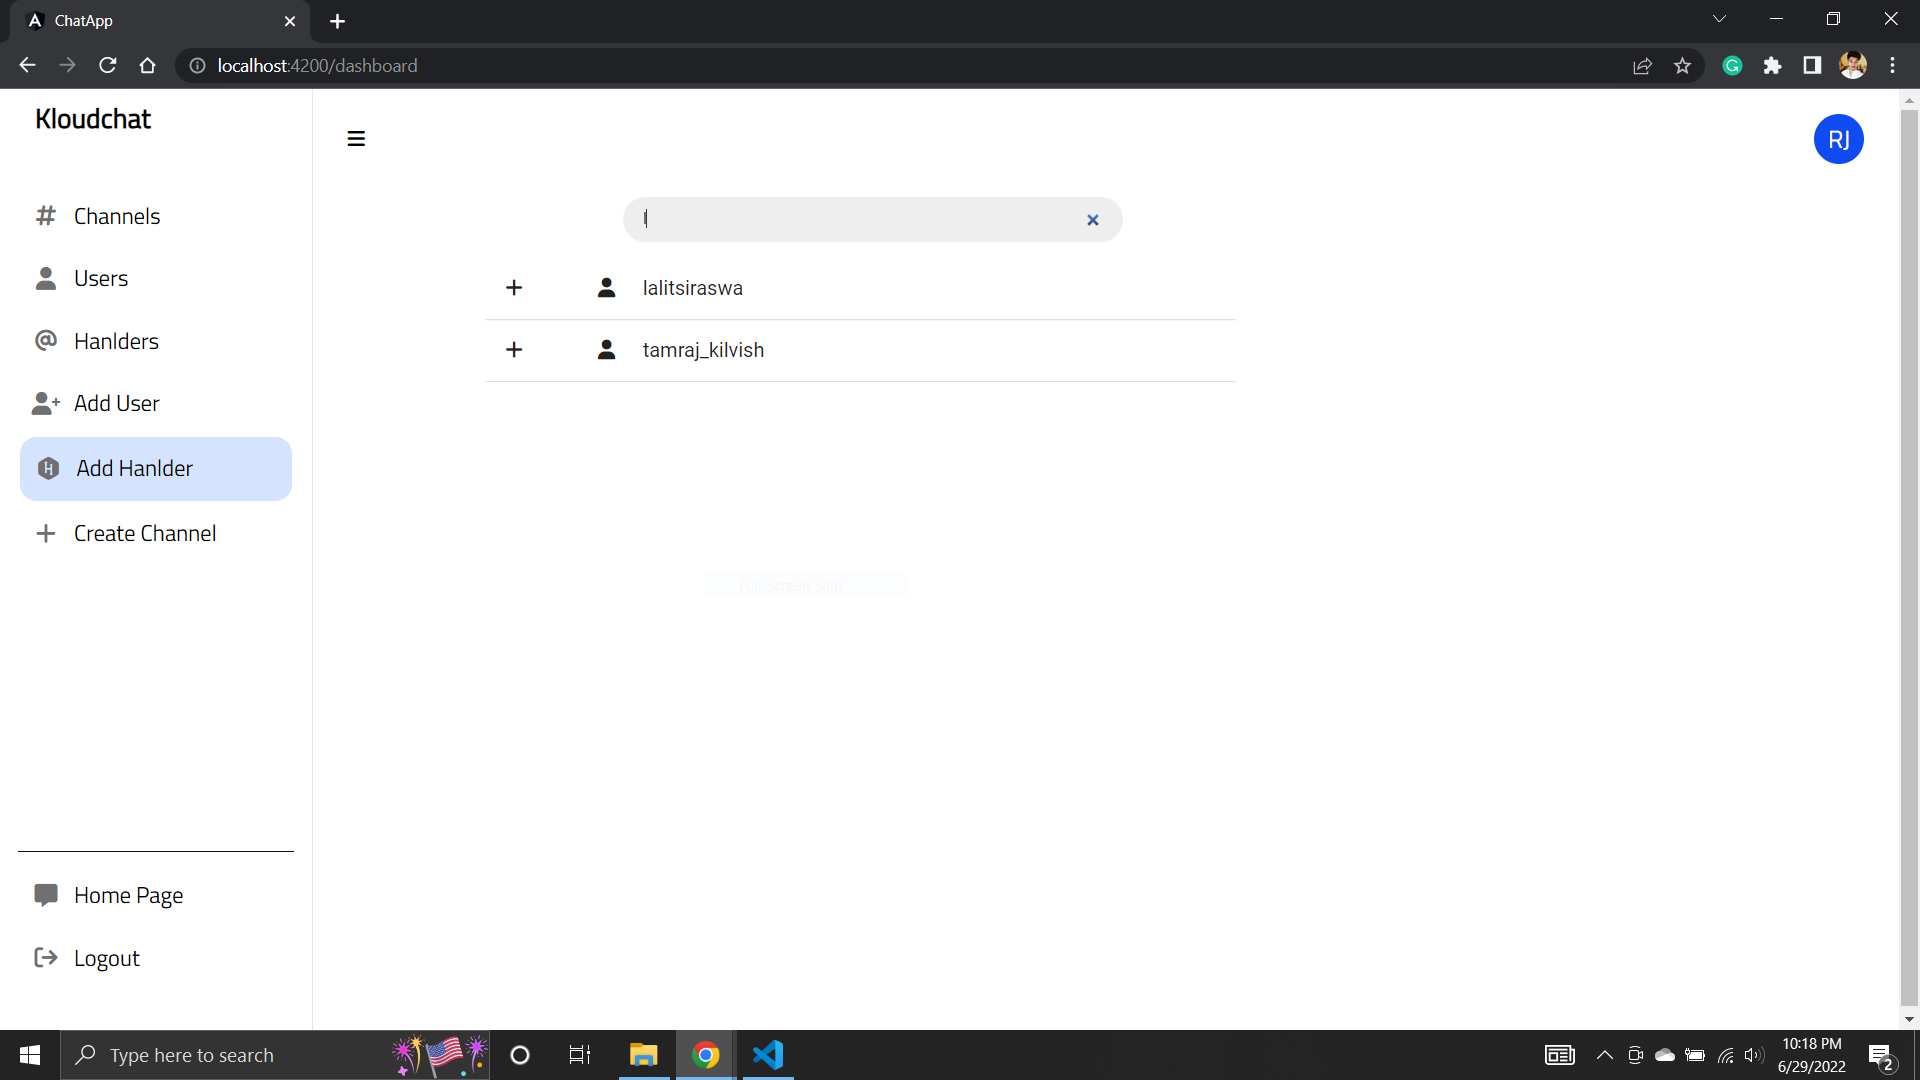 ChatApp
localhost:4200/dashboard
Kloudchat
RJ
l
Channels
Users
Hanlders
Add User
Add Hanlder
Create Channel
lalitsiraswa
tamraj_kilvish
Full-screen Snip
Home Page
Logout
Type here to search
10:18 PM
6/29/2022
2